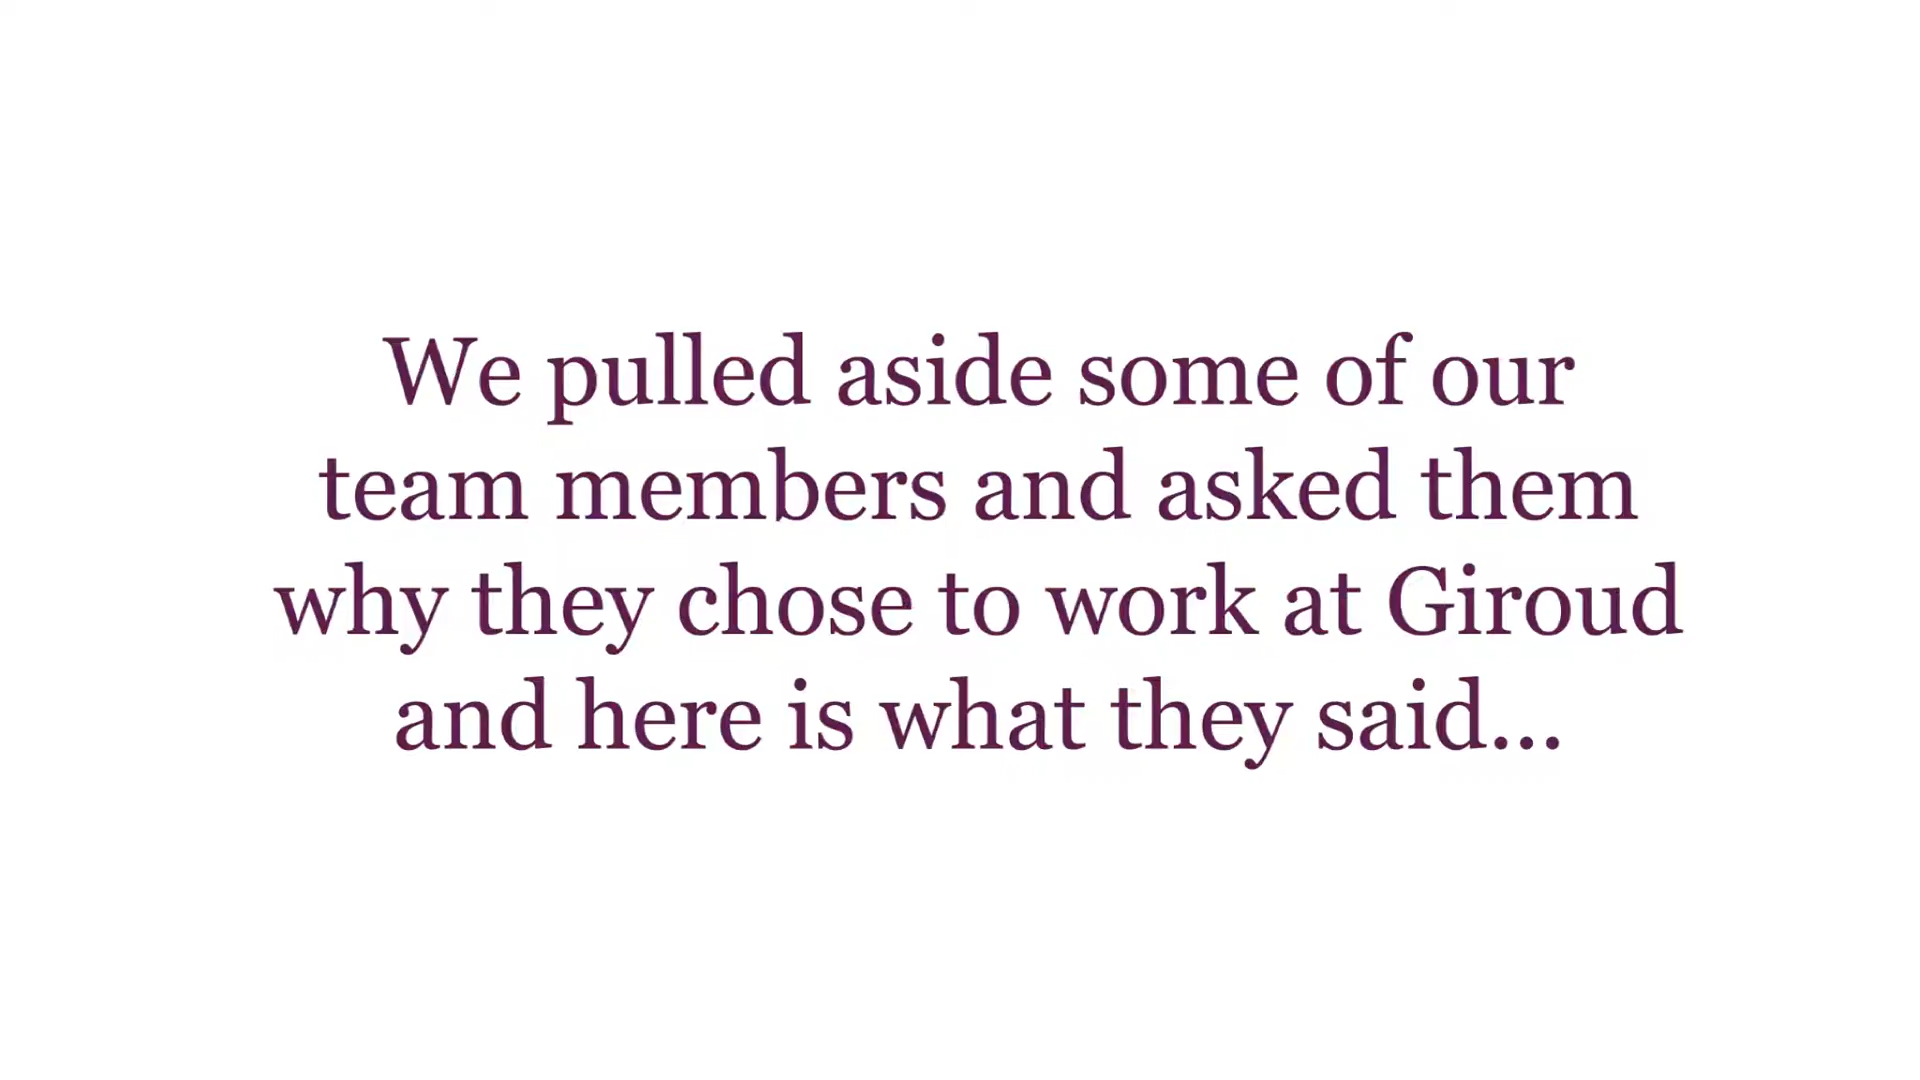 We pulled aside some of our
team members and asked them
why they chose to work at Giroud
and here is what they said...